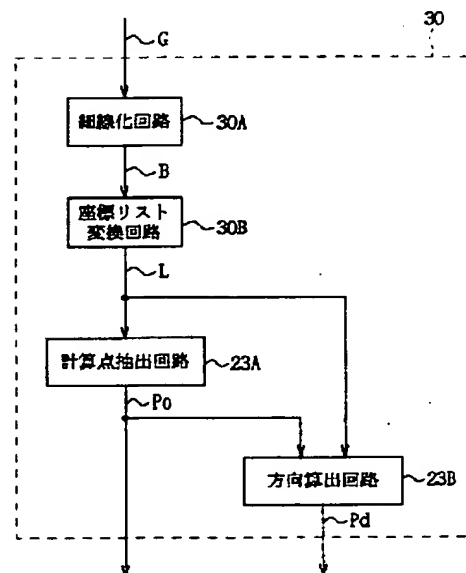 30
G
細線化回路
30A
B
座標リスト
変換回路
30B
L
計算点抽出回路
23A
Po
方向算出回路
23B
Pd